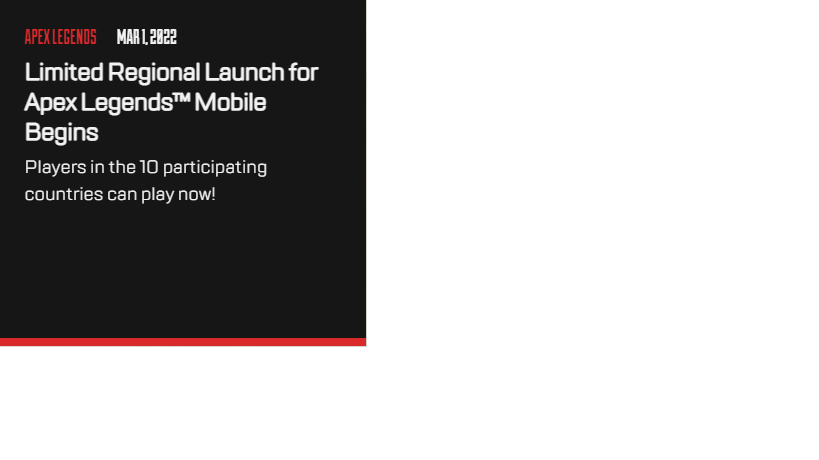 APEX LEGENDS MAR 1, 2022
Limited Regional Launch for
Apex Legends™ Mobile
Begins
Players in the 10 participating
countries can play now!